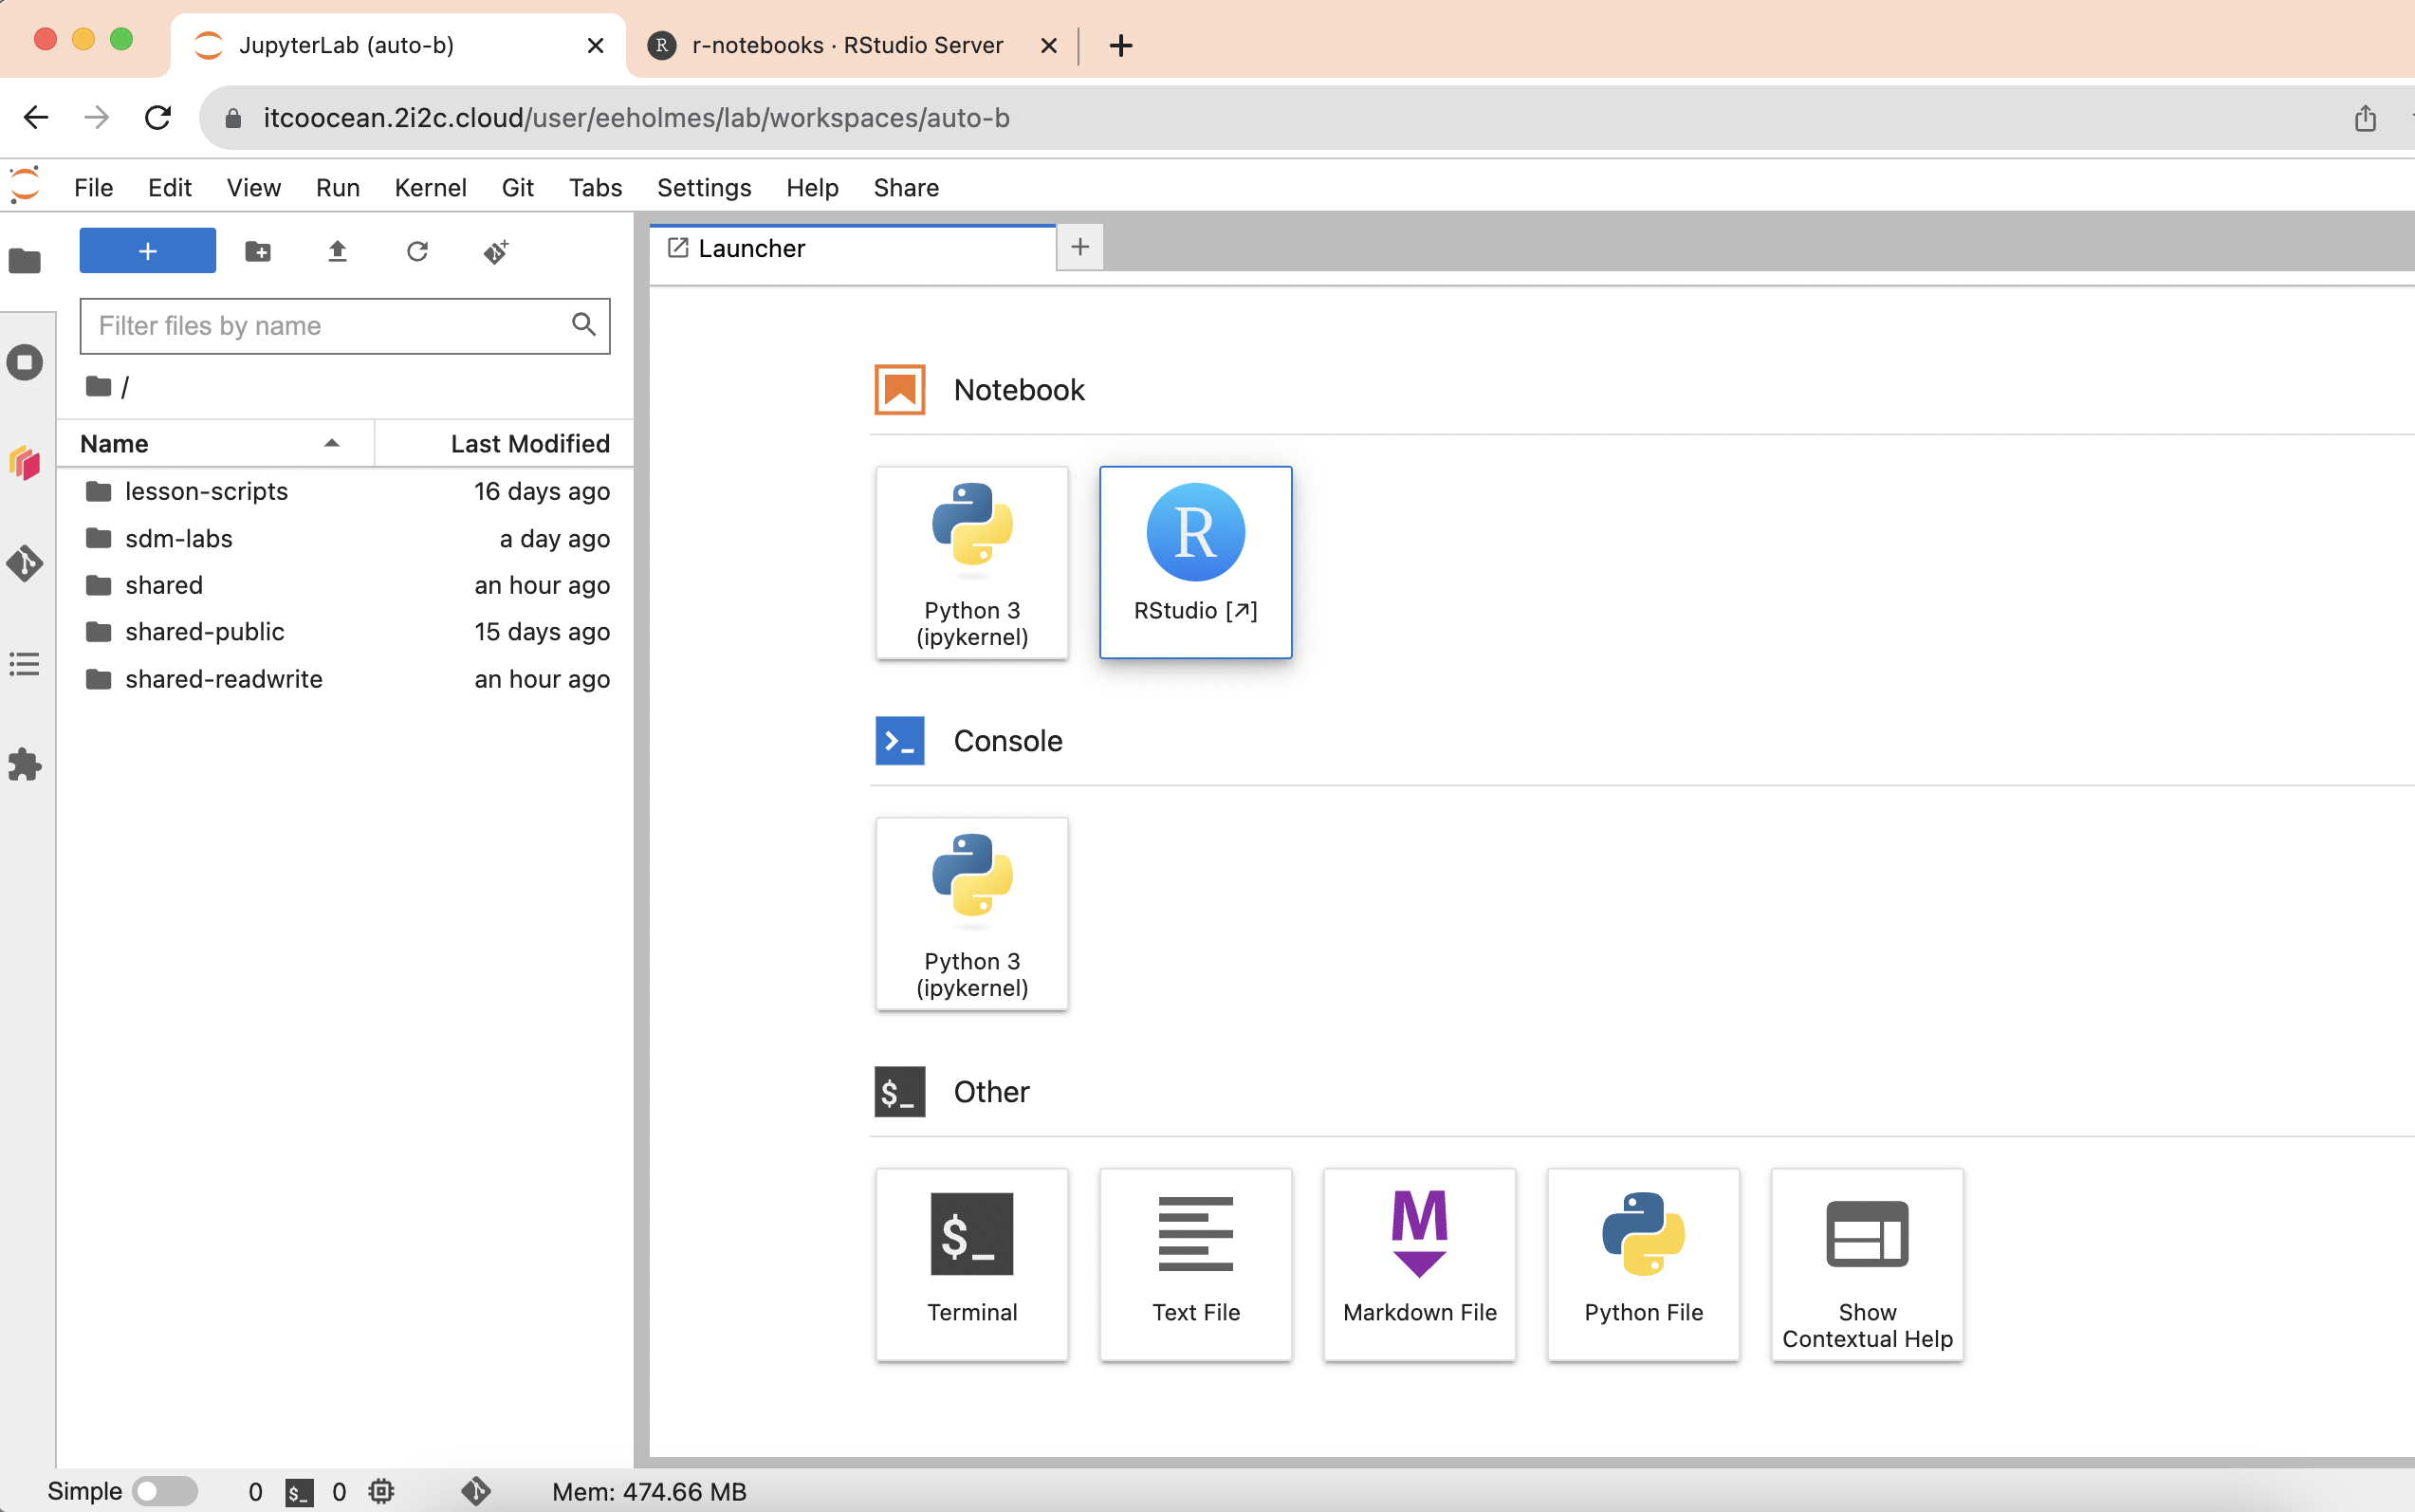 JupyterLab (auto-b)
R r-notebooks · RStudio Server
itcoocean.2i2c.cloud/user/eeholmes/lab/workspaces/auto-b
File Edit View Run Kernel Git Tabs Settings Help Share
Launcher
Filter files by name
/
Name Last Modified
lesson-scripts 16 days ago
sdm-labs a day ago
shared an hour ago
shared-public 15 days ago
shared-readwrite an hour ago
Notebook
Python 3
(ipykernel)
R
RStudio [↗]
>_ Console
Python 3
(ipykernel)
$_ Other
$_
Terminal
Text File
M
Markdown File
Python File
Show
Contextual Help
Simple 0 $_ 0 Mem: 474.66 MB